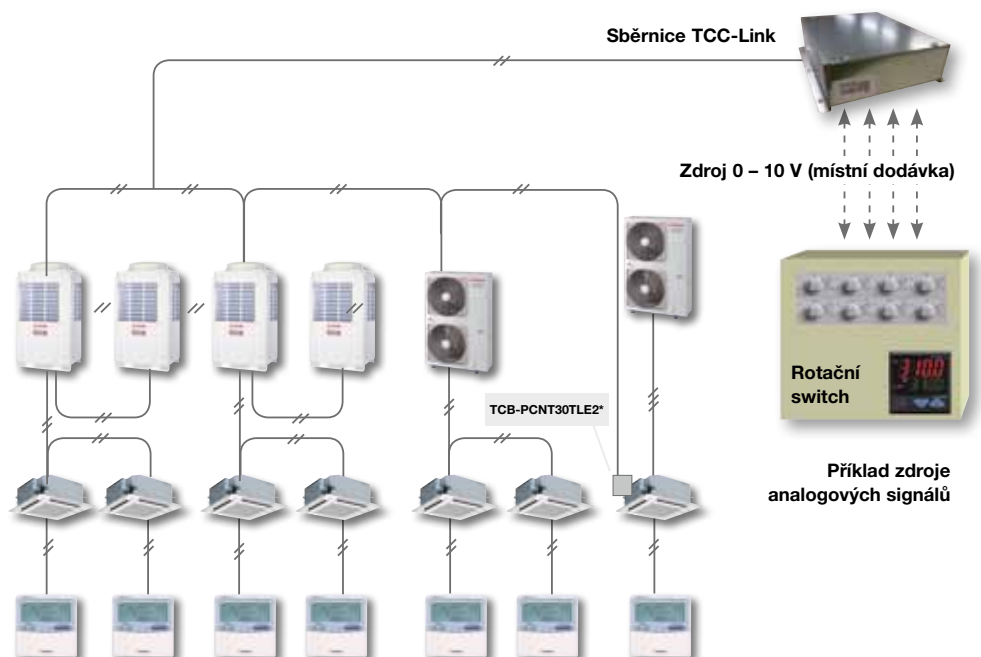 Sběrnice TCC-Link
Zdroj 0 – 10 V (místní dodávka)
Rotační
switch
TCB-PCNT30TLE2*
Příklad zdroje
analogových signálů